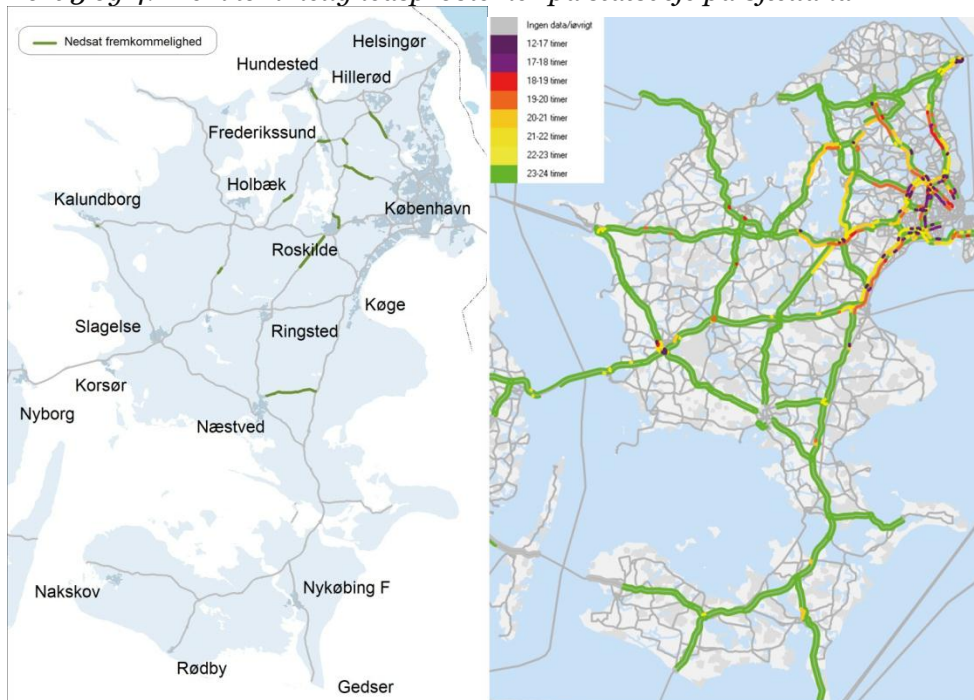 på
Nedsat fremkommelighed
Helsingør
Hundested
Hillerød
Frederikssund
Holbæk
Kalundborg
København
Roskilde
Køge
Slagelse
Ringsted
Korsør
Nyborg
Næstved
Nakskov
Nykøbing F
Rødby
Gedser
Ingen data/iøvrigt
12-17 timer
17-18 timer
18-19 timer
19-20 timer
20-21 timer
21-22 timer
22-23 timer
23-24 timer